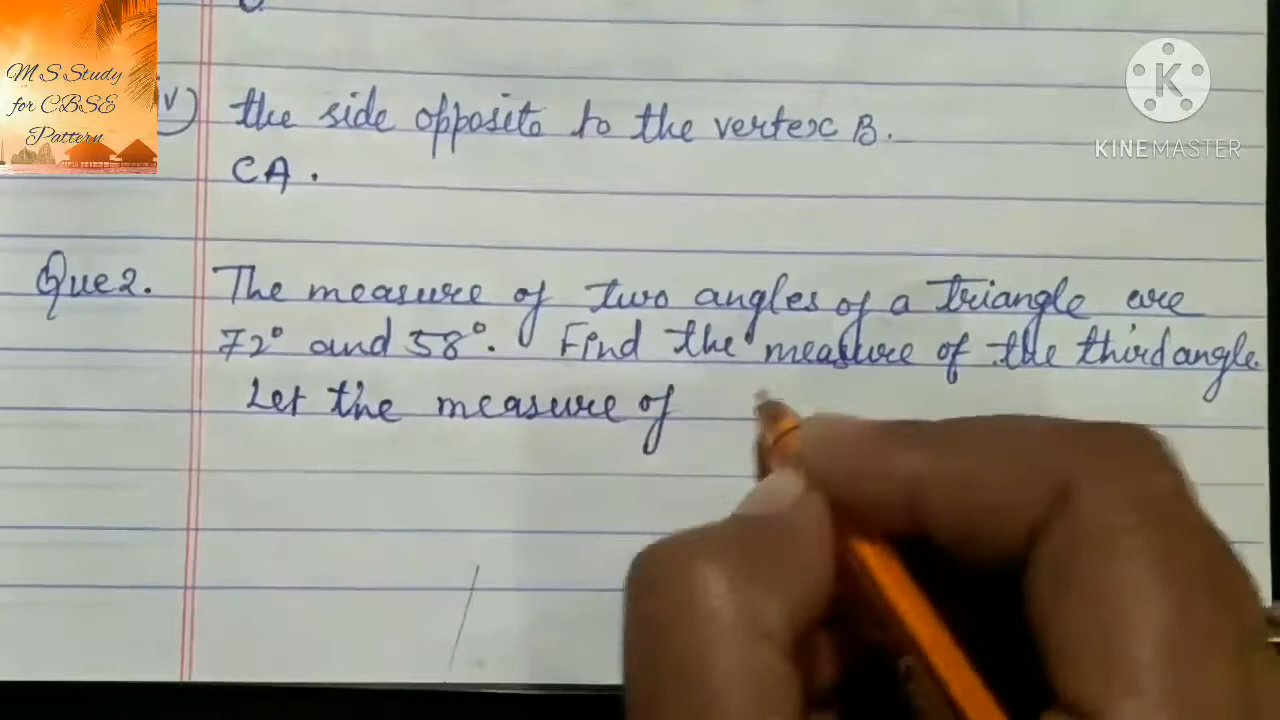 M S Study
for CBSE
Pattern
K
KINEMASTER
v) the side opposite to the vertex B.
CA.
Que2. The measure of two angles of a triangle are
72° and 58°. Find the measure of the third angle.
Let the measure of